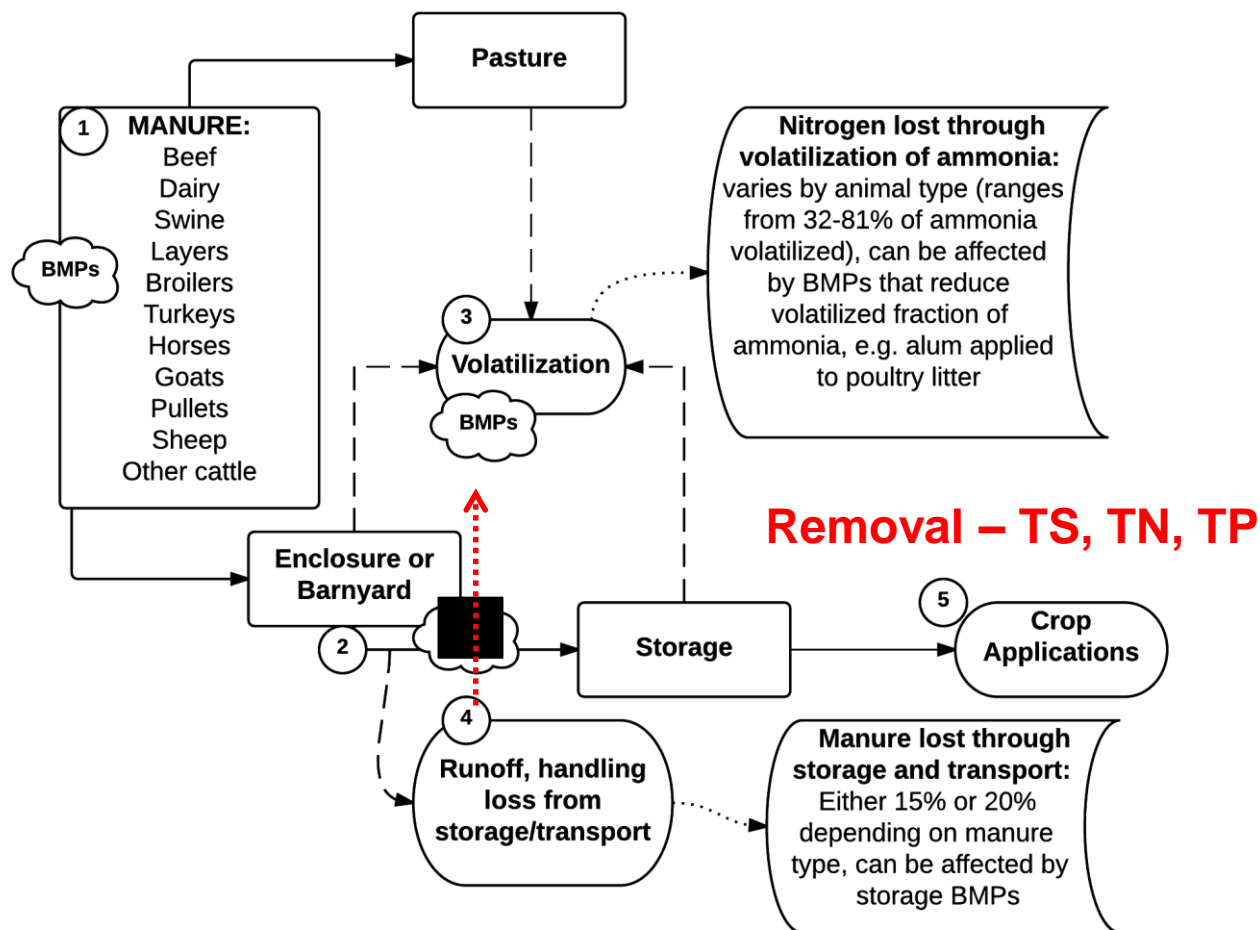 Pasture
1
MANURE:
Beef
Dairy
Swine
Layers
Broilers
Turkeys
Horses
Goats
Pullets
Sheep
Other cattle
BMPs
Nitrogen lost through
volatilization of ammonia:
varies by animal type (ranges
from 32-81% of ammonia
volatilized), can be affected
by BMPs that reduce
volatilized fraction of
ammonia, e.g. alum applied
to poultry litter
3
Volatilization
BMPs
Removal – TS, TN, TP
Enclosure or
Barnyard
2
Storage
5
Crop
Applications
4
Runoff, handling
loss from
storage/transport
Manure lost through
storage and transport:
Either 15% or 20%
depending on manure
type, can be affected by
storage BMPs